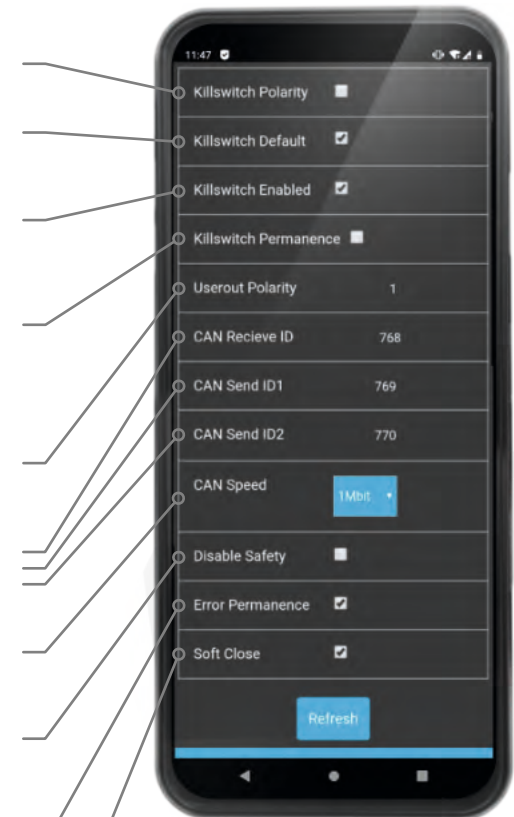 11:47
Killswitch Polarity
Killswitch Default
Killswitch Enabled
Killswitch Permanence
Userout Polarity 1
CAN Recieve ID 768
CAN Send ID1 769
CAN Send ID2 770
CAN Speed 1Mbit
Disable Safety
Error Permanence
Soft Close
Refresh